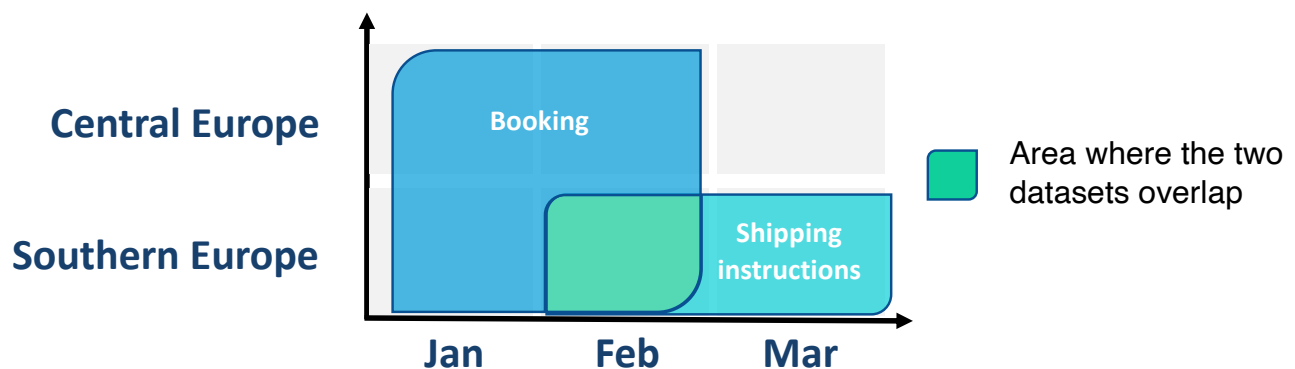 Central Europe
Booking
Area where the two
datasets overlap
Southern Europe
Shipping
instructions
Jan
Feb
Mar